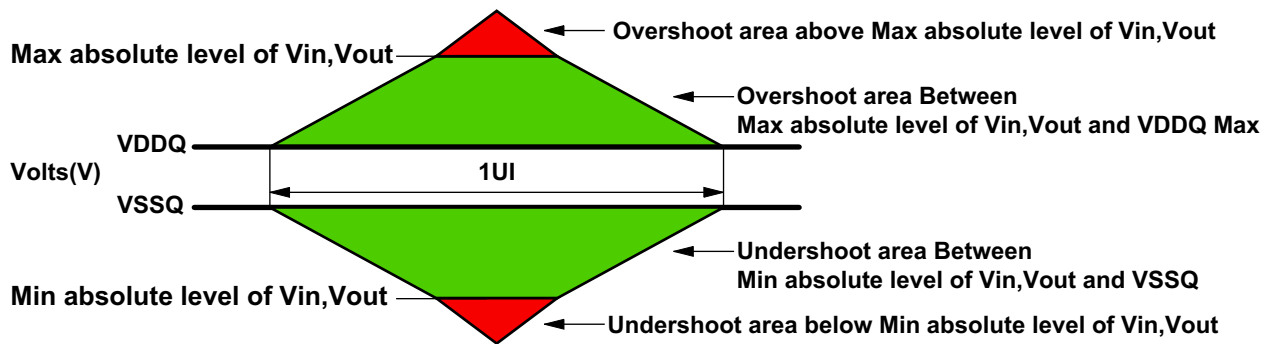 Overshoot area above Max absolute level of Vin,Vout
Max absolute level of Vin,Vout
Overshoot area Between
Max absolute level of Vin,Vout and VDDQ Max
VDDQ
Volts(V)
1UI
VSSQ
Undershoot area Between
Min absolute level of Vin,Vout and VSSQ
Min absolute level of Vin,Vout
Undershoot area below Min absolute level of Vin,Vout